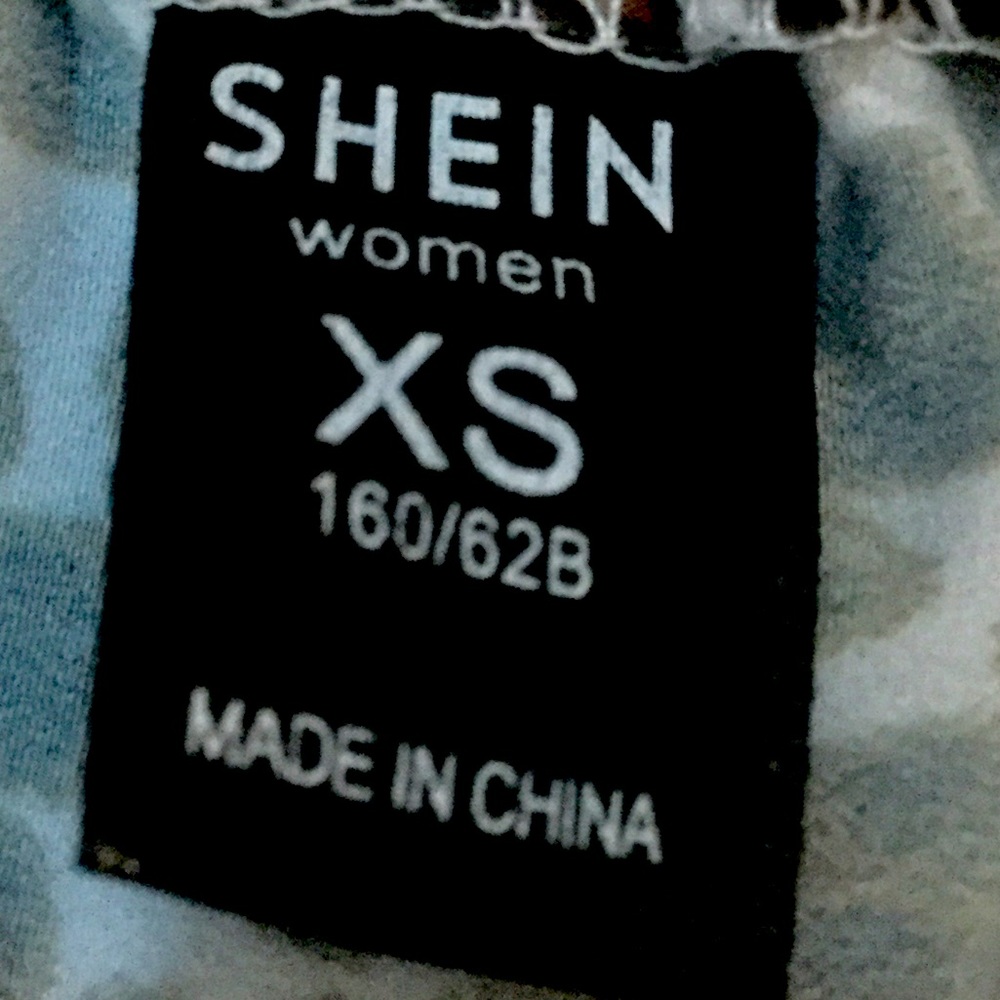 SHEIN
women
XS
160/62B
MADE IN CHINA